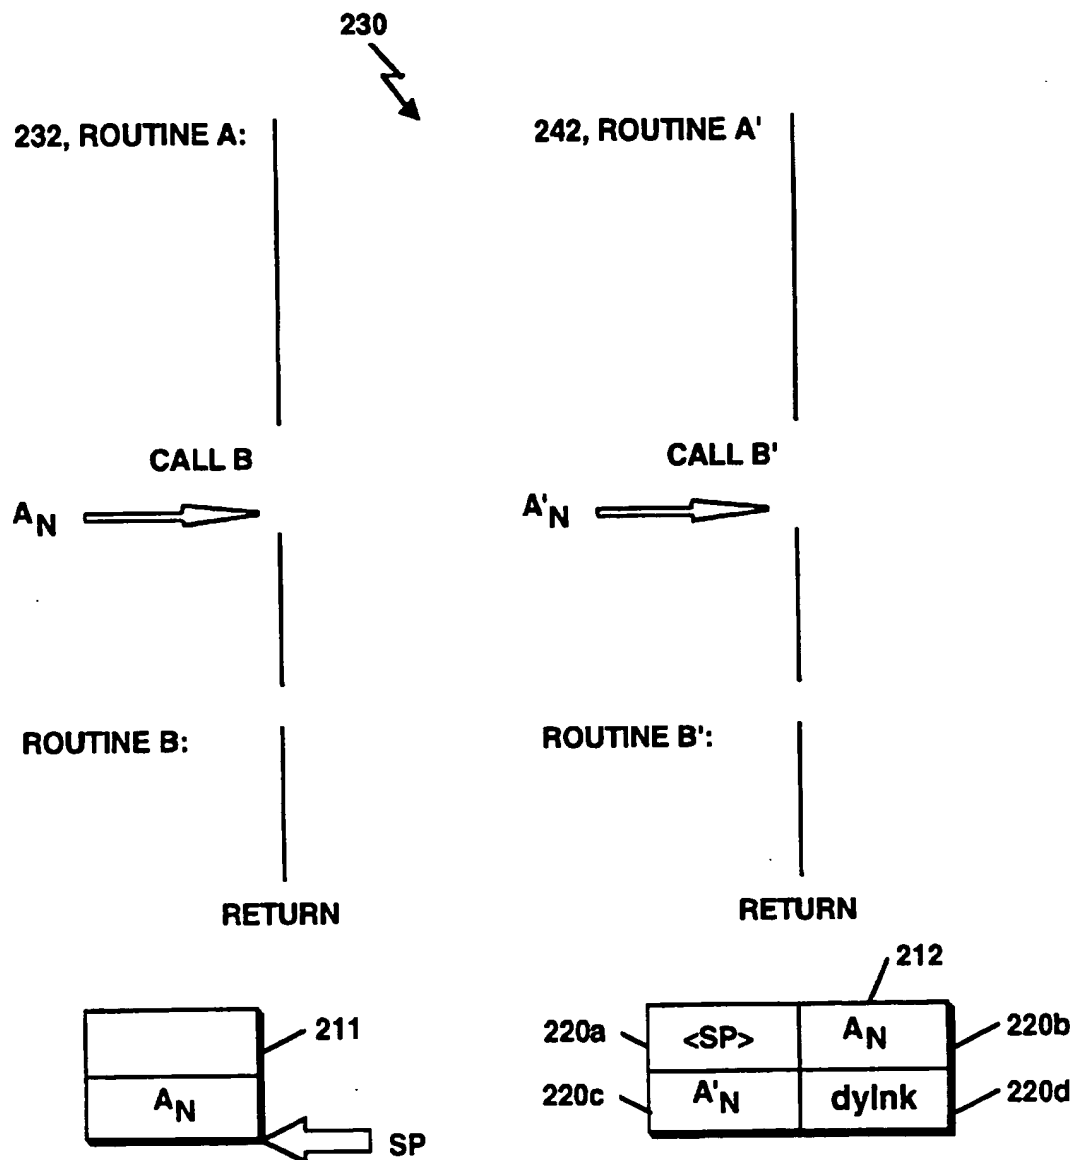 230
232, ROUTINE A: 242, ROUTINE A'
CALL B CALL B'
A_N A'_N
ROUTINE B: ROUTINE B':
RETURN RETURN
212
211 220a <SP> A_N 220b
A_N 220c A'_N dylnk 220d
SP